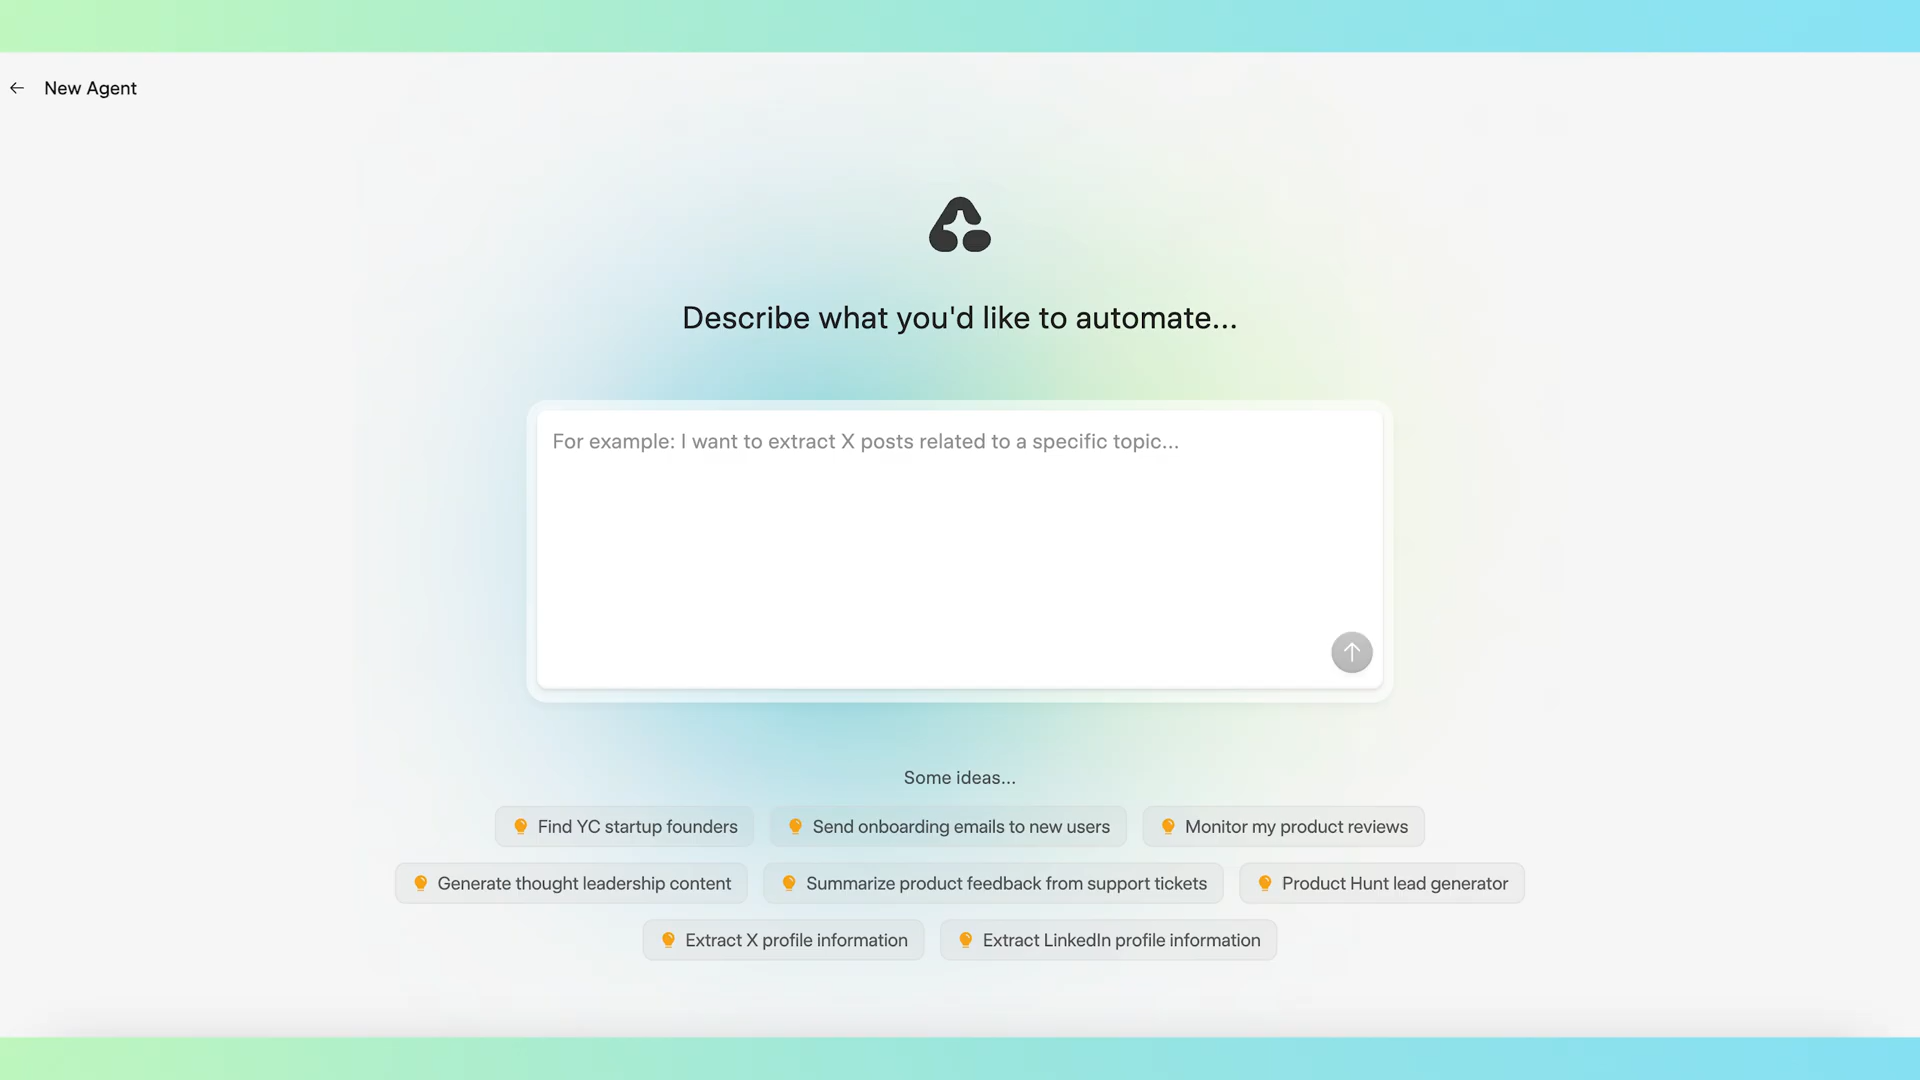 New Agent
Describe what you'd like to automate...
For example: I want to extract X posts related to a specific topic...
Some ideas...
Find YC startup founders
Send onboarding emails to new users
Monitor my product reviews
Generate thought leadership content
Summarize product feedback from support tickets
Product Hunt lead generator
Extract X profile information
Extract LinkedIn profile information